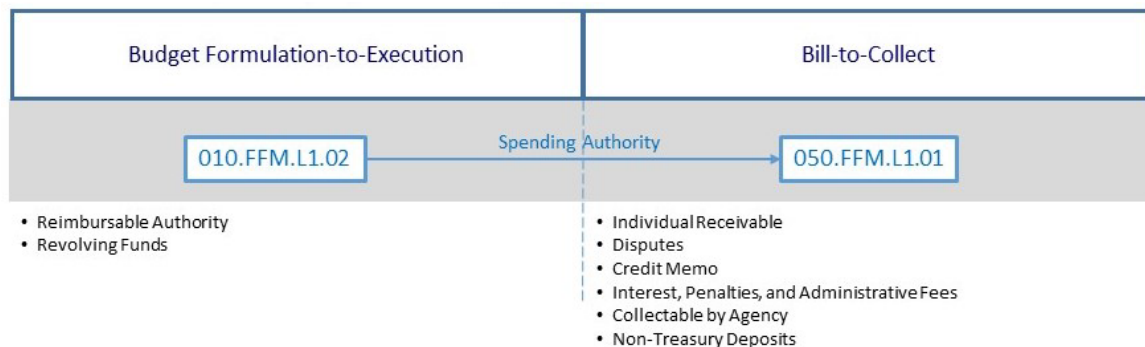 Budget Formulation-to-Execution
Bill-to-Collect
010.FFM.L1.02
Spending Authority
050.FFM.L1.01
• Reimbursable Authority
• Revolving Funds
• Individual Receivable
• Disputes
• Credit Memo
• Interest, Penalties, and Administrative Fees
• Collectable by Agency
• Non-Treasury Deposits